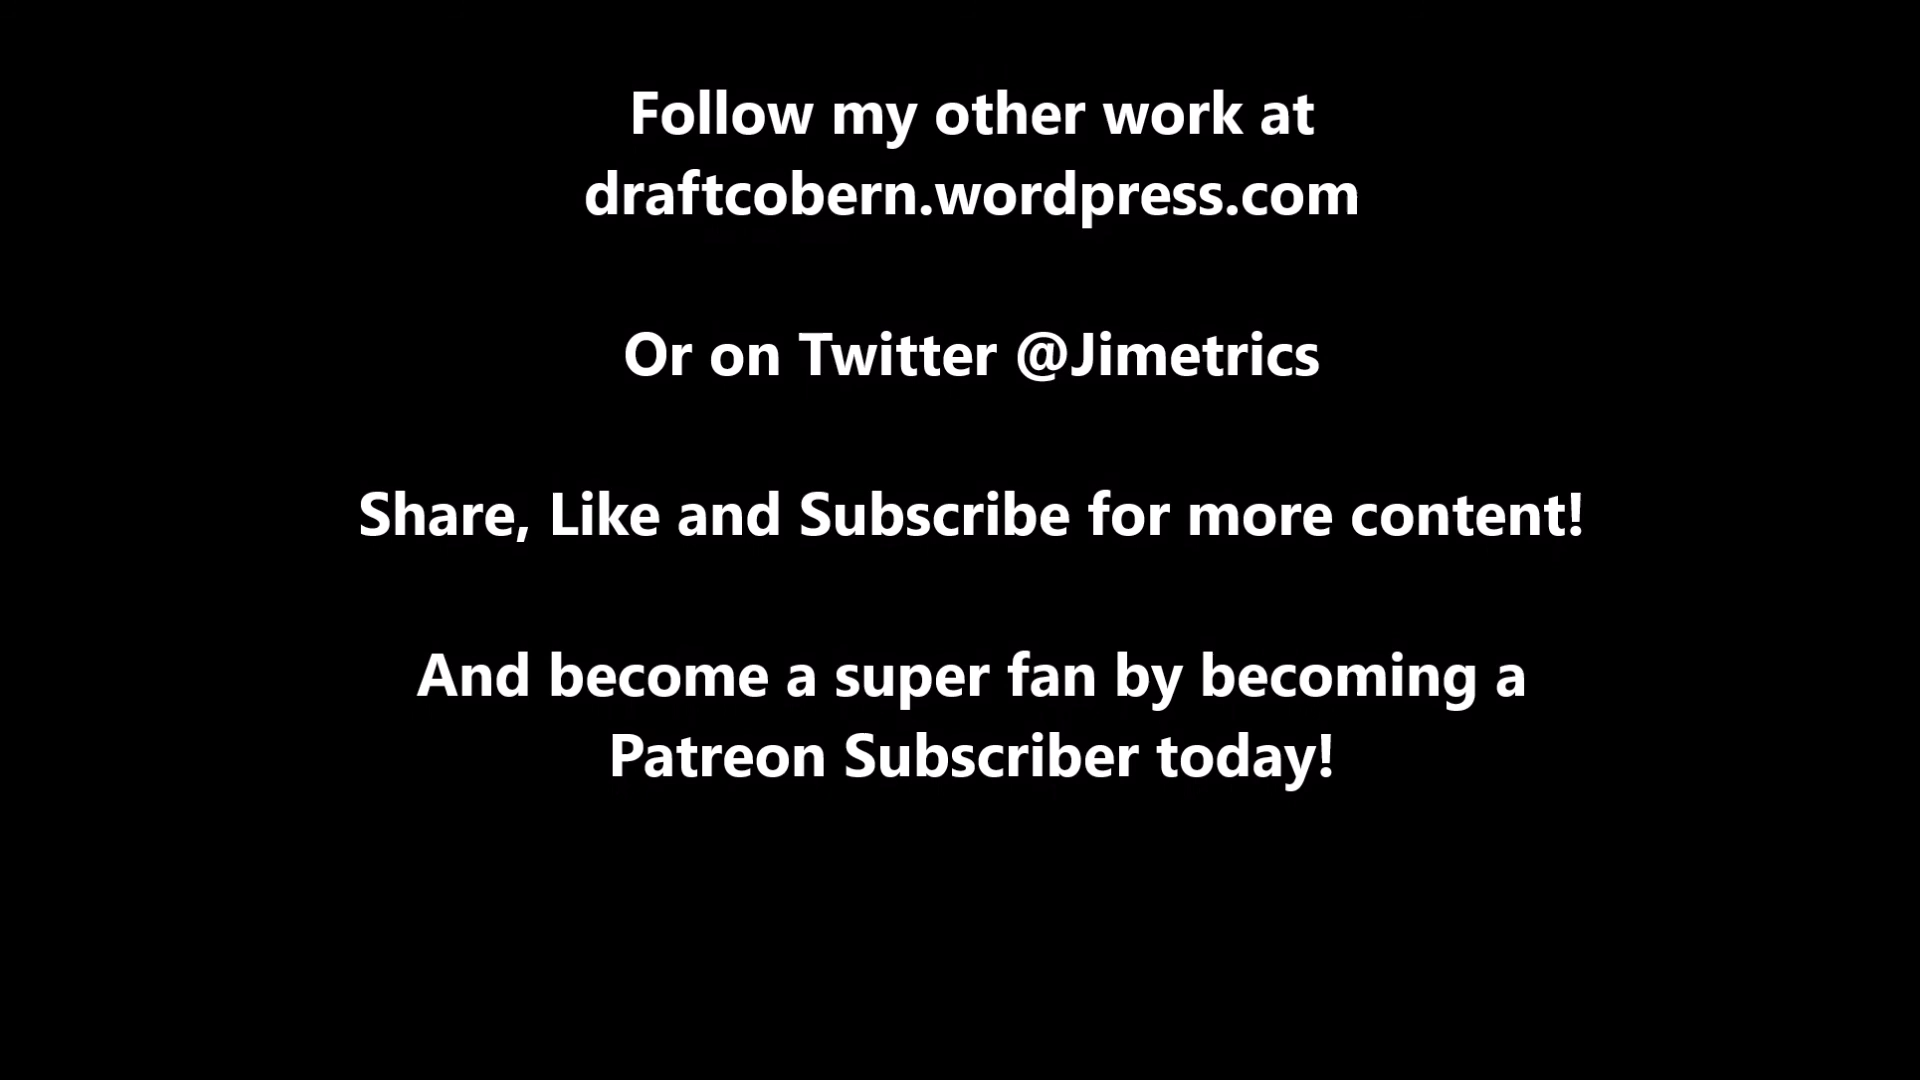 Follow my other work at
draftcobern.wordpress.com
Or on Twitter @Jimetrics
Share, Like and Subscribe for more content!
And become a super fan by becoming a
Patreon Subscriber today!